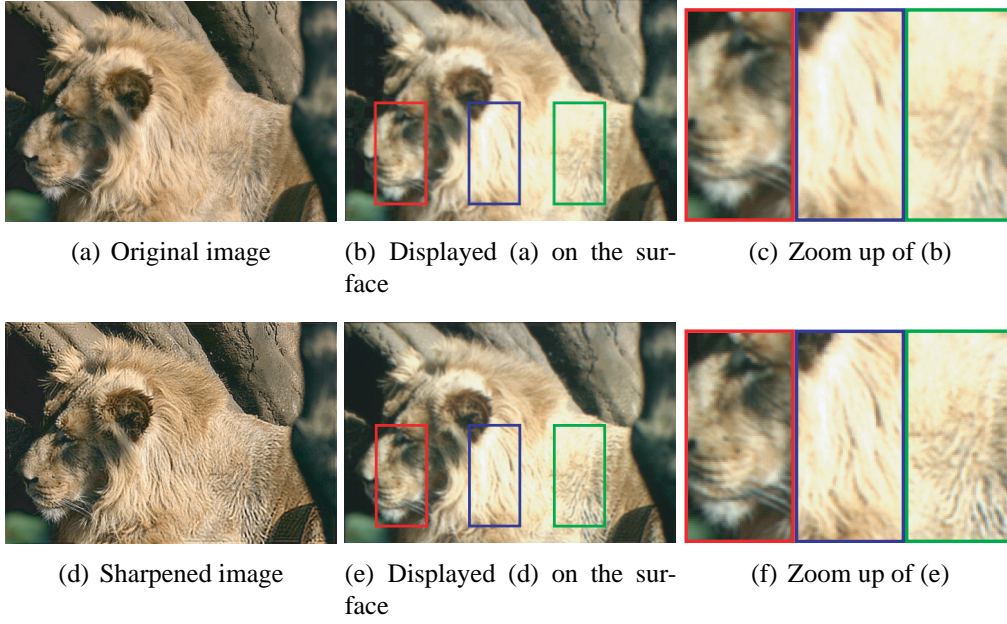 (a) Original image
(b) Displayed (a) on the sur-
face
(c) Zoom up of (b)
(d) Sharpened image
(e) Displayed (d) on the sur-
face
(f) Zoom up of (e)